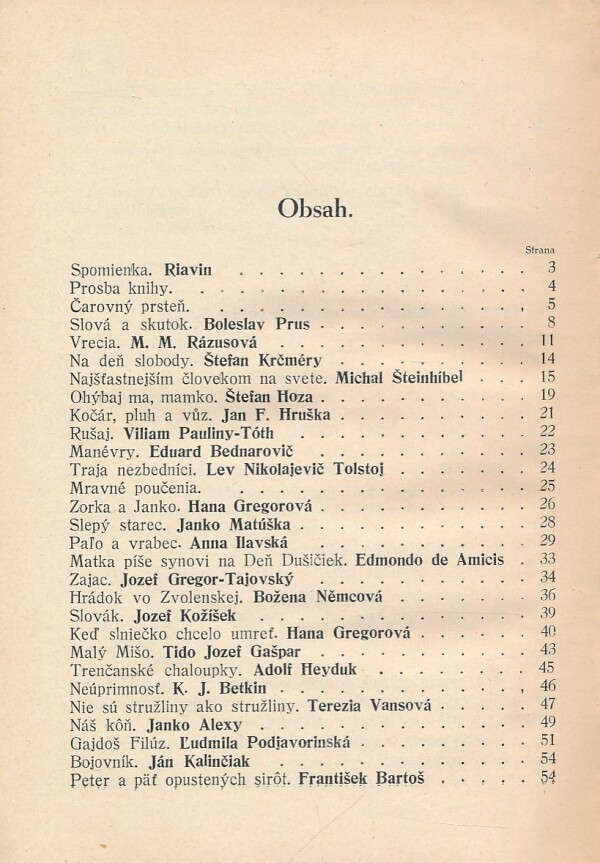 Obsah.
Strana
Spomienka. Riavin . . . . . . . . . . . . . . . 3
Prosba knihy. . . . . . . . . . . . . . . . . 4
Čarovný prsteň. . . . . . . . . . . . . . . . 5
Slová a skutok. Boleslav Prus . . . . . . . . . . 8
Vrecia. M. M. Rázusová . . . . . . . . . . . . 11
Na deň slobody. Štefan Krčméry . . . . . . . . . 14
Najšťastnejším človekom na svete. Michal Šteinhíbel . . . 15
Ohýbaj ma, mamko. Štefan Hoza . . . . . . . . . 19
Kočár, pluh a vůz. Jan F. Hruška . . . . . . . . . 21
Rušaj. Viliam Pauliny-Tóth . . . . . . . . . . . 22
Manévry. Eduard Bednarovič . . . . . . . . . . 23
Traja nezbedníci. Lev Nikolajevič Tolstoj . . . . . . . 24
Mravné poučenia. . . . . . . . . . . . . . . . 25
Zorka a Janko. Hana Gregorová . . . . . . . . . . 26
Slepý starec. Janko Matúška . . . . . . . . . . . 28
Paľo a vrabec. Anna Ilavská . . . . . . . . . . . 29
Matka píše synovi na Deň Dušičiek. Edmondo de Amicis . 33
Zajac. Jozef Gregor-Tajovský . . . . . . . . . . . 34
Hrádok vo Zvolenskej. Božena Němcová . . . . . . . 36
Slovák. Jozef Kožíšek . . . . . . . . . . . . . 39
Keď slniečko chcelo umreť. Hana Gregorová . . . . . . 40
Malý Mišo. Tido Jozef Gašpar . . . . . . . . . . 43
Trenčanské chaloupky. Adolf Heyduk . . . . . . . . 45
Neúprimnosť. K. J. Betkin . . . . . . . . . . . . 46
Nie sú stružliny ako stružliny. Terezia Vansová . . . . . 47
Náš kôň. Janko Alexy . . . . . . . . . . . . . 49
Gajdoš Filúz. Ľudmila Podjavorinská . . . . . . . . 51
Bojovník. Ján Kalinčiak . . . . . . . . . . . . 54
Peter a päť opustených sirôt. František Bartoš . . . . . 54